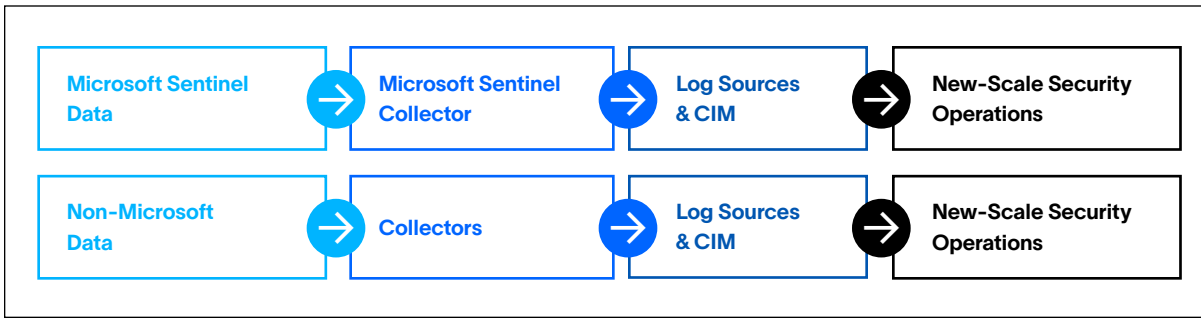 Microsoft Sentinel
Data
Microsoft Sentinel
Collector
Log Sources
& CIM
New-Scale Security
Operations
Non-Microsoft
Data
Collectors
Log Sources
& CIM
New-Scale Security
Operations